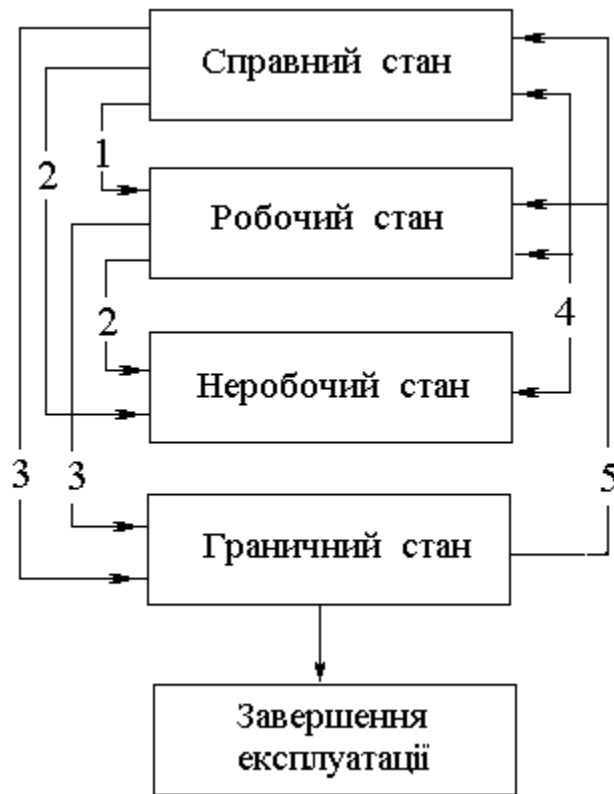 Справний стан
1
2
Робочий стан
2
4
Неробочий стан
3
3
5
Граничний стан
Завершення
експлуатації